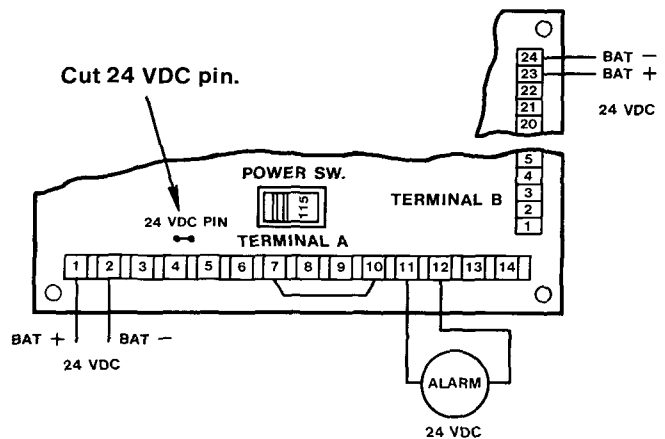 24 BAT −
23 BAT +
22
21 24 VDC
20
Cut 24 VDC pin.
5
4
3
2
1
POWER SW.
115
TERMINAL B
24 VDC PIN
TERMINAL A
1 2 3 4 5 6 7 8 9 10 11 12 13 14
BAT + BAT −
24 VDC
ALARM
24 VDC